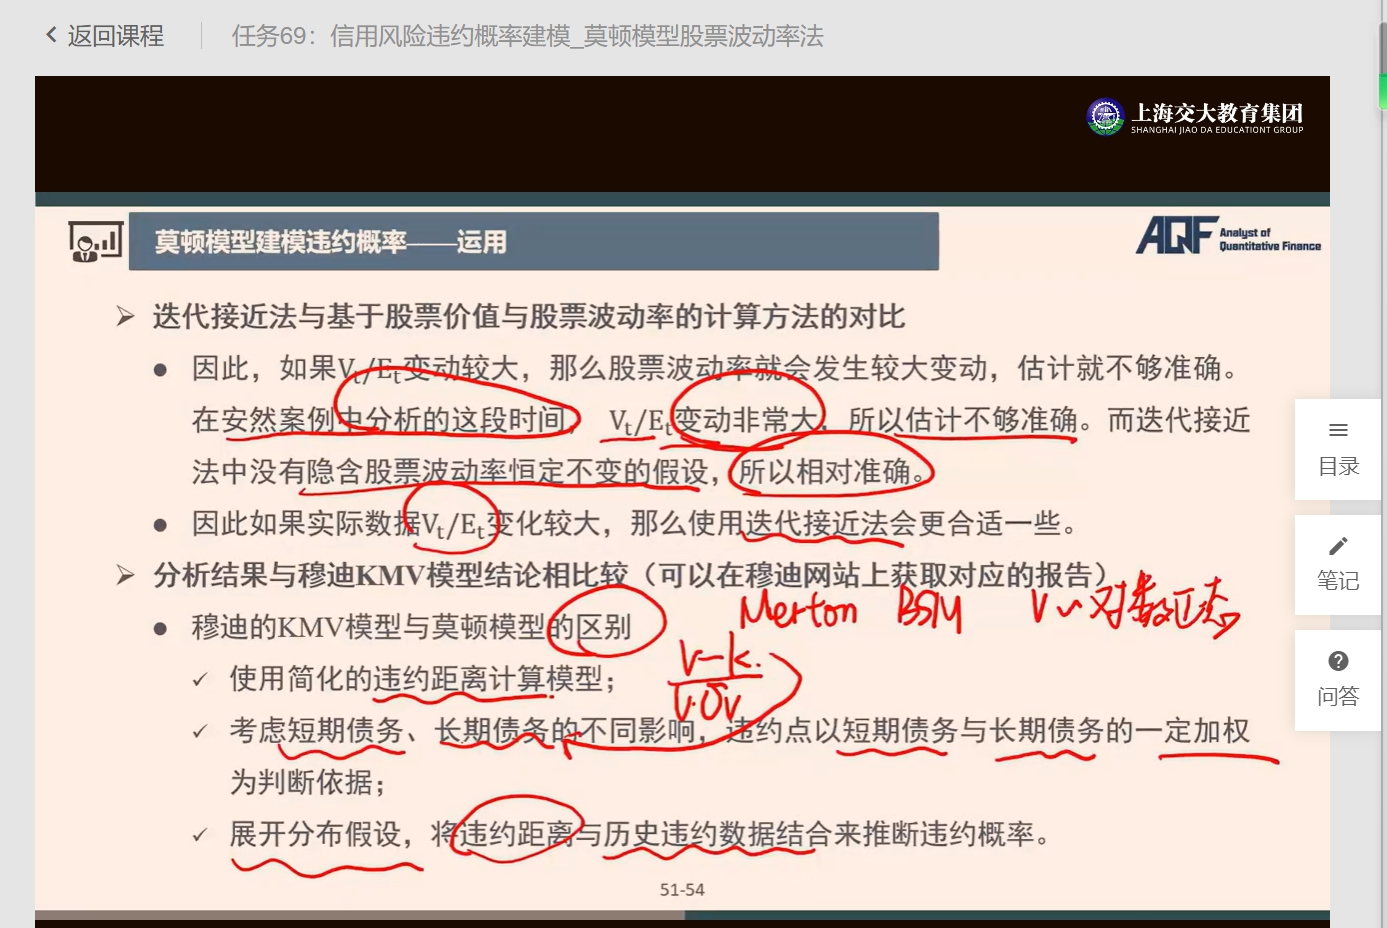 返回课程
任务69：信用风险违约概率建模_莫顿模型股票波动率法
上海交大教育集团
SHANGHAI JIAO DA EDUCATIONT GROUP
莫顿模型建模违约概率——运用
AQF Analyst of
Quantitative Finance
迭代接近法与基于股票价值与股票波动率的计算方法的对比
因此，如果Vt/Et变动较大，那么股票波动率就会发生较大变动，估计就不够准确。
在安然案例中分析的这段时间，Vt/Et变动非常大，所以估计不够准确。而迭代接近
法中没有隐含股票波动率恒定不变的假设，所以相对准确。
因此如果实际数据Vt/Et变化较大，那么使用迭代接近法会更合适一些。
分析结果与穆迪KMV模型结论相比较（可以在穆迪网站上获取对应的报告）
Merton BSM V~对数正态
穆迪的KMV模型与莫顿模型的区别
V-K.
V·σV
使用简化的违约距离计算模型；
考虑短期债务、长期债务的不同影响，违约点以短期债务与长期债务的一定加权
为判断依据；
展开分布假设，将违约距离与历史违约数据结合来推断违约概率。
51-54
目录
笔记
问答